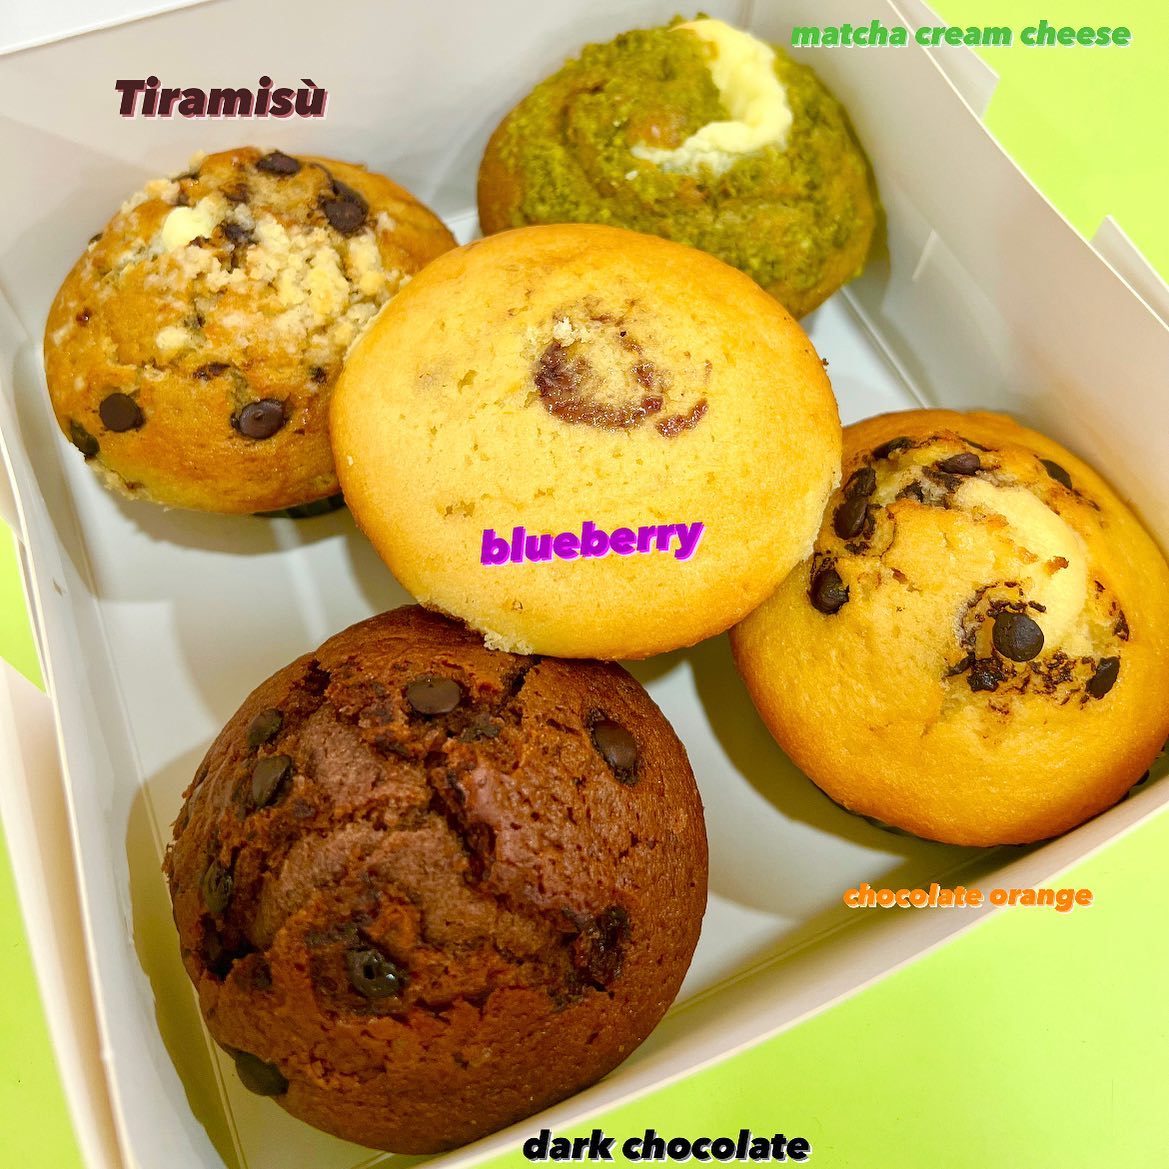 matcha cream cheese
Tiramisù
blueberry
chocolate orange
dark chocolate